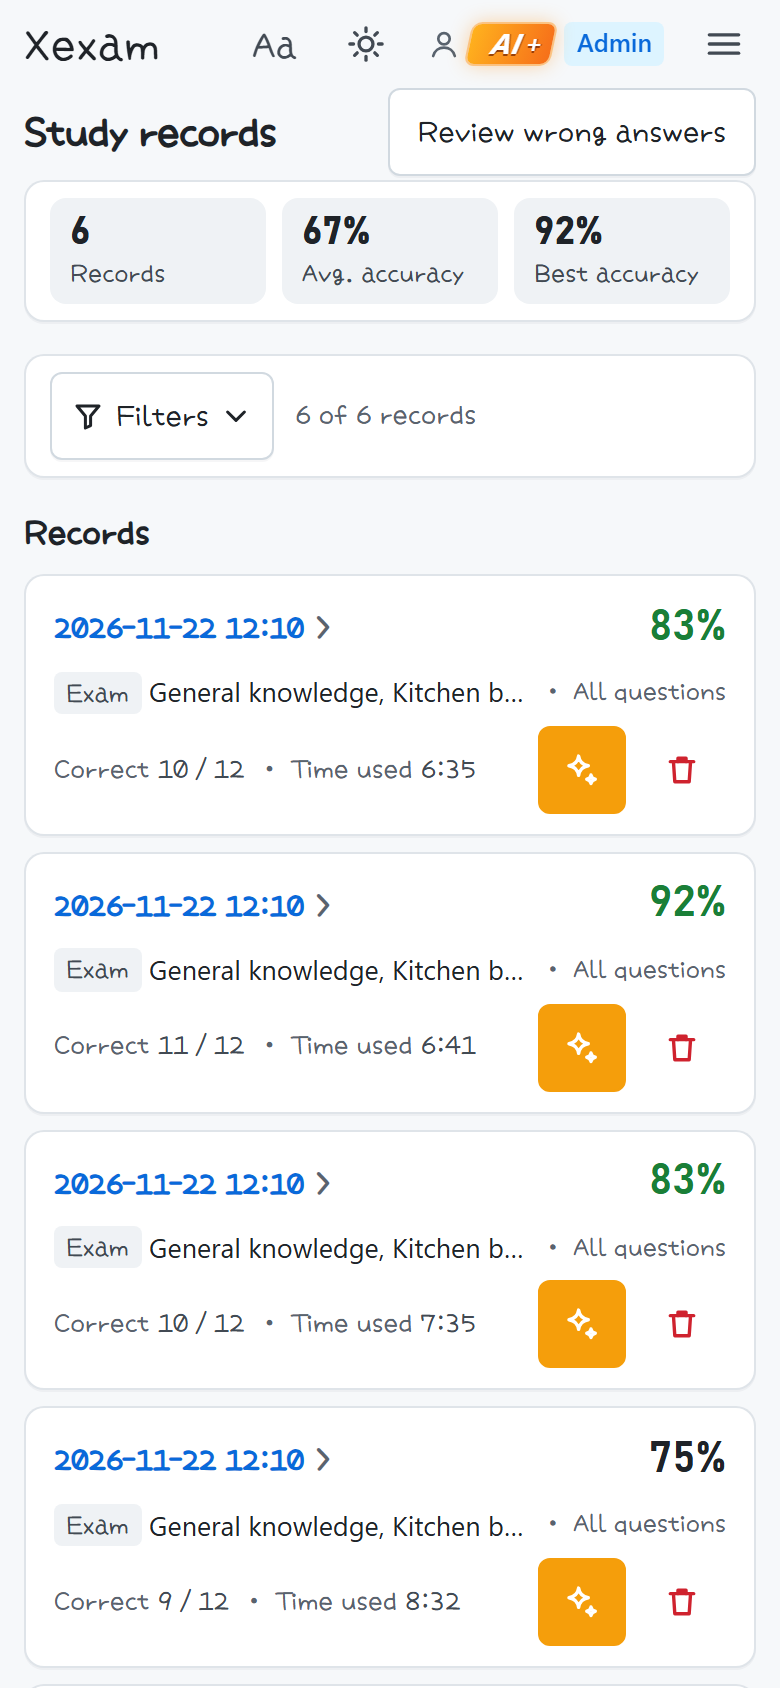 Xexam Aa AI+ Admin
Study records Review wrong answers
6 67% 92%
Records Avg. accuracy Best accuracy
Filters 6 of 6 records
Records
2026-11-22 12:10 83%
Exam General knowledge, Kitchen b... • All questions
Correct 10 / 12 • Time used 6:35
2026-11-22 12:10 92%
Exam General knowledge, Kitchen b... • All questions
Correct 11 / 12 • Time used 6:41
2026-11-22 12:10 83%
Exam General knowledge, Kitchen b... • All questions
Correct 10 / 12 • Time used 7:35
2026-11-22 12:10 75%
Exam General knowledge, Kitchen b... • All questions
Correct 9 / 12 • Time used 8:32